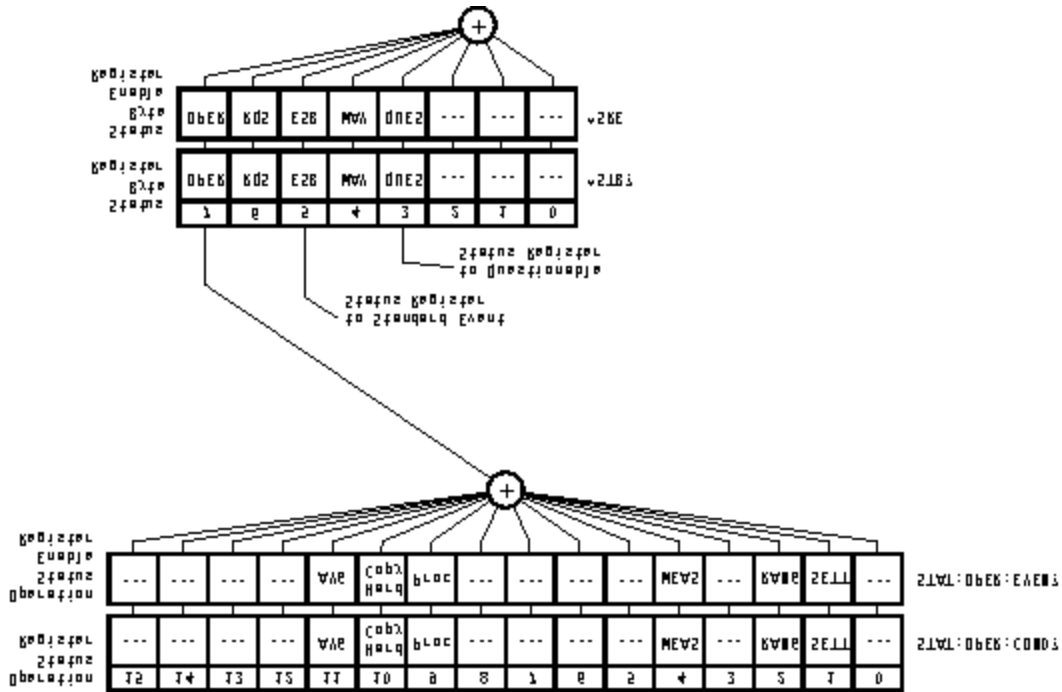 Operation 15 14 13 12 11 10 9 8 7 6 5 4 3 2 1 0
Status
Register
--- --- --- --- AVG Hard Copy Proc --- --- --- --- MEAS --- RANG SETT --- STAT:OPER:COND?
Operation
Status
Enable
Register
--- --- --- --- AVG Hard Copy Proc --- --- --- --- MEAS --- RANG SETT --- STAT:OPER:EVEN?
+
to Standard Event
Status Register
to Questionable
Status Register
Status 7 6 5 4 3 2 1 0
Byte
Register
OPER RQS ESB MAV QUES --- --- --- *STB?
Status
Byte
Enable
Register
OPER RQS ESB MAV QUES --- --- --- *SRE
+